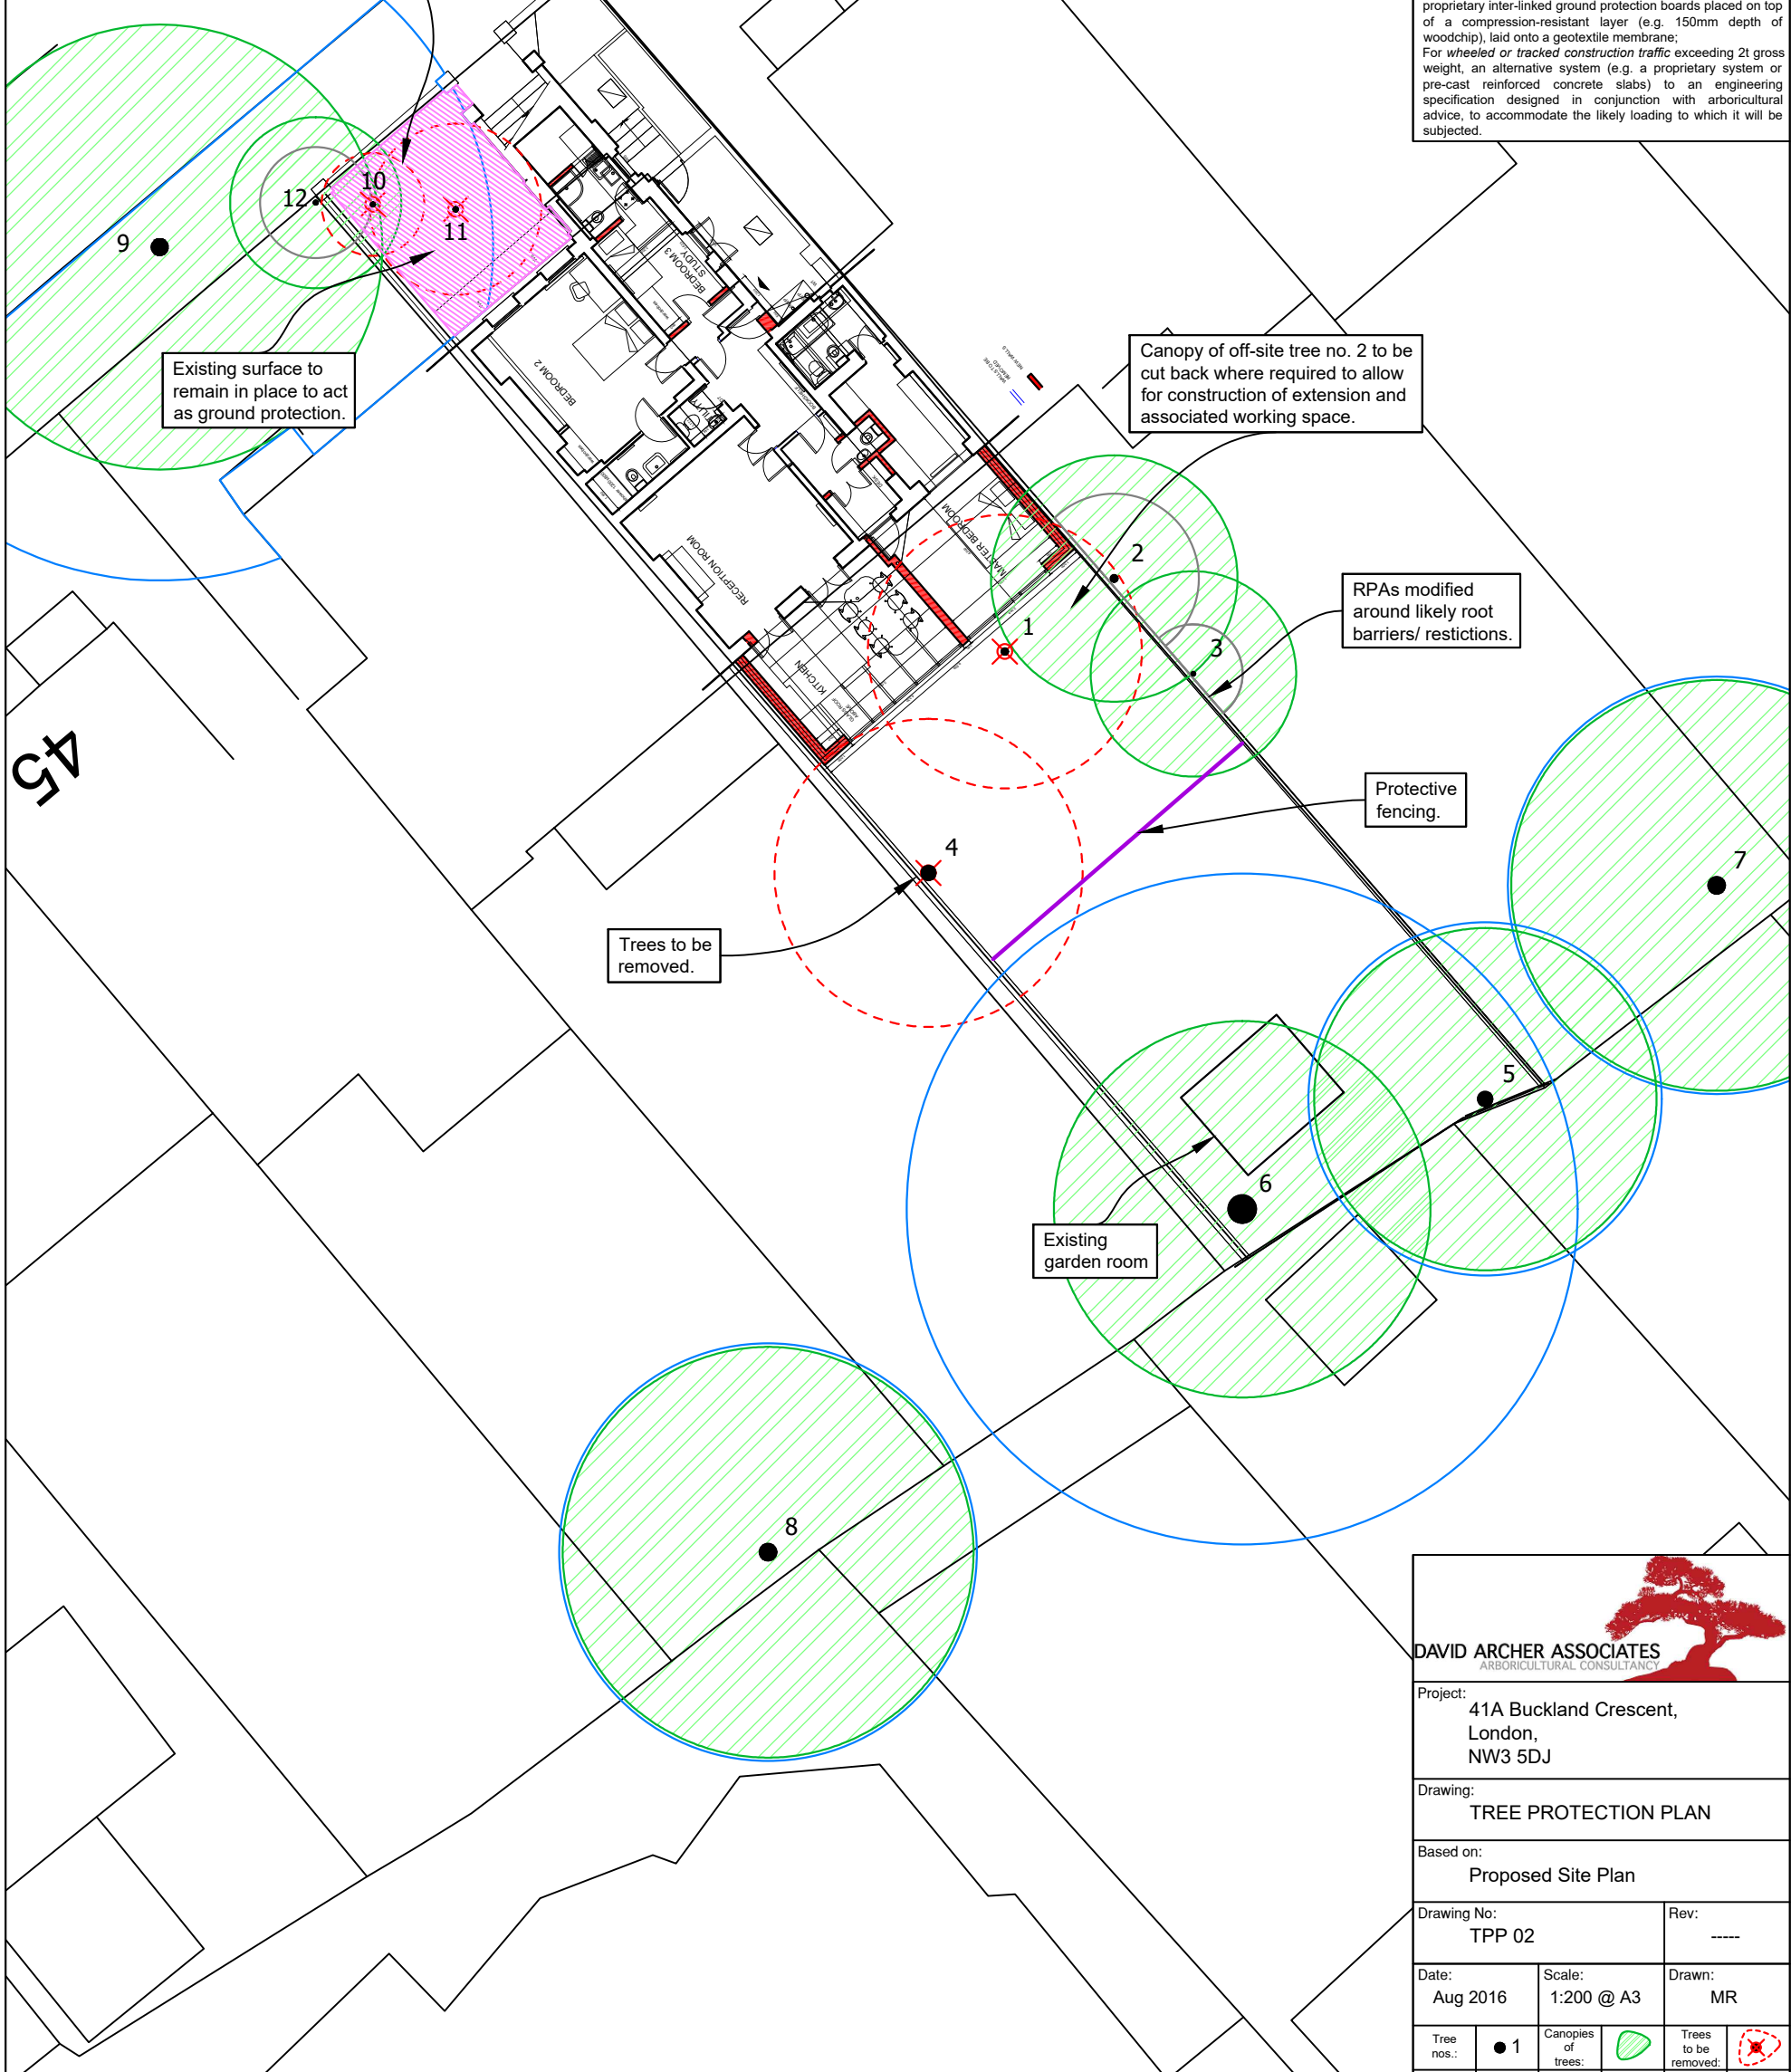 proprietary inter-linked ground protection boards placed on top
of a compression-resistant layer (e.g. 150mm depth of
woodchip), laid onto a geotextile membrane;
For wheeled or tracked construction traffic exceeding 2t gross
weight, an alternative system (e.g. a proprietary system or
pre-cast reinforced concrete slabs) to an engineering
specification designed in conjunction with arboricultural
advice, to accommodate the likely loading to which it will be
subjected.
12
10
11
9
Existing surface to
remain in place to act
as ground protection.
BEDROOM 3
STUDY
BEDROOM 2
RECEPTION ROOM
KITCHEN
MASTER BEDROOM
NEW WALLS
Canopy of off-site tree no. 2 to be
cut back where required to allow
for construction of extension and
associated working space.
2
1
3
RPAs modified
around likely root
barriers/ restictions.
45
Protective
fencing.
4
7
Trees to be
removed.
5
6
Existing
garden room
8
DAVID ARCHER ASSOCIATES
ARBORICULTURAL CONSULTANCY
Project:
41A Buckland Crescent,
London,
NW3 5DJ
Drawing:
TREE PROTECTION PLAN
Based on:
Proposed Site Plan
Drawing No:
TPP 02
Rev:
-----
Date:
Aug 2016
Scale:
1:200 @ A3
Drawn:
MR
Tree
nos.:
1
Canopies
of
trees:
Trees
to be
removed: